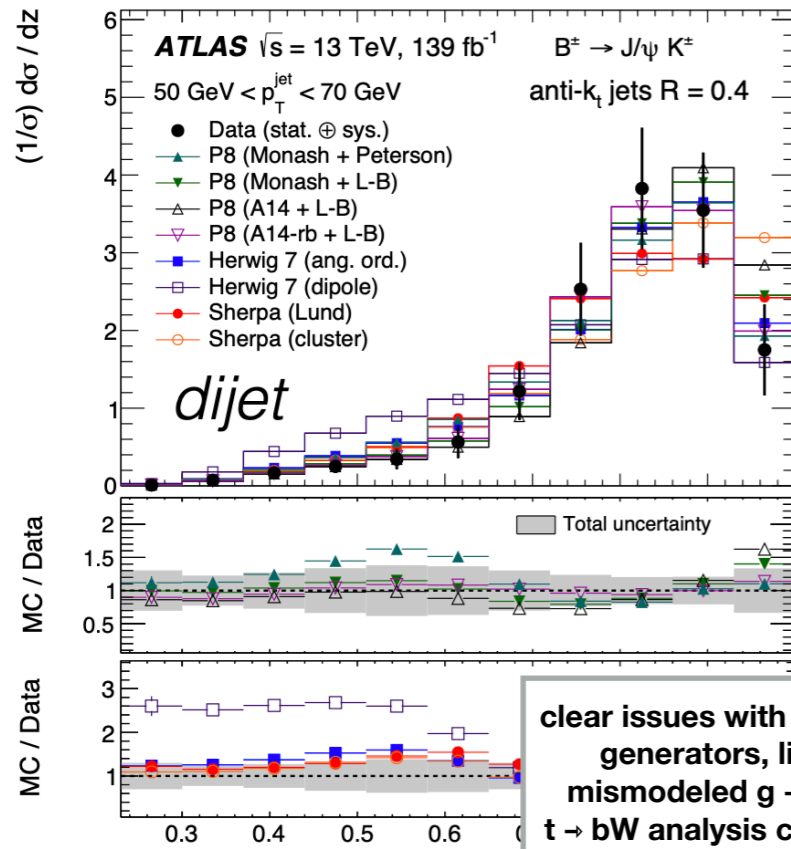 ATLAS √s = 13 TeV, 139 fb⁻¹
B± → J/ψ K±
50 GeV < p_T^jet < 70 GeV
anti-k_t jets R = 0.4
Data (stat. ⊕ sys.)
P8 (Monash + Peterson)
P8 (Monash + L-B)
P8 (A14 + L-B)
P8 (A14-rb + L-B)
Herwig 7 (ang. ord.)
Herwig 7 (dipole)
Sherpa (Lund)
Sherpa (cluster)
dijet
(1/σ) dσ / dz
6
5
4
3
2
1
0
MC / Data
2
1.5
1
0.5
Total uncertainty
MC / Data
3
2
1
clear issues with
generators, li
mismodeled g
t → bW analysis c
0.3 0.4 0.5 0.6